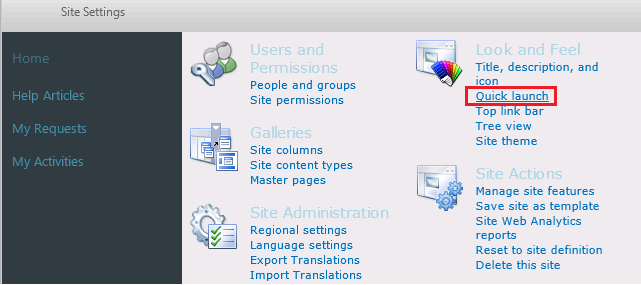 Site Settings
Home
Help Articles
My Requests
My Activities
Users and
Permissions
People and groups
Site permissions
Galleries
Site columns
Site content types
Master pages
Site Administration
Regional settings
Language settings
Export Translations
Import Translations
Look and Feel
Title, description, and
icon
Quick launch
Top link bar
Tree view
Site theme
Site Actions
Manage site features
Save site as template
Site Web Analytics
reports
Reset to site definition
Delete this site